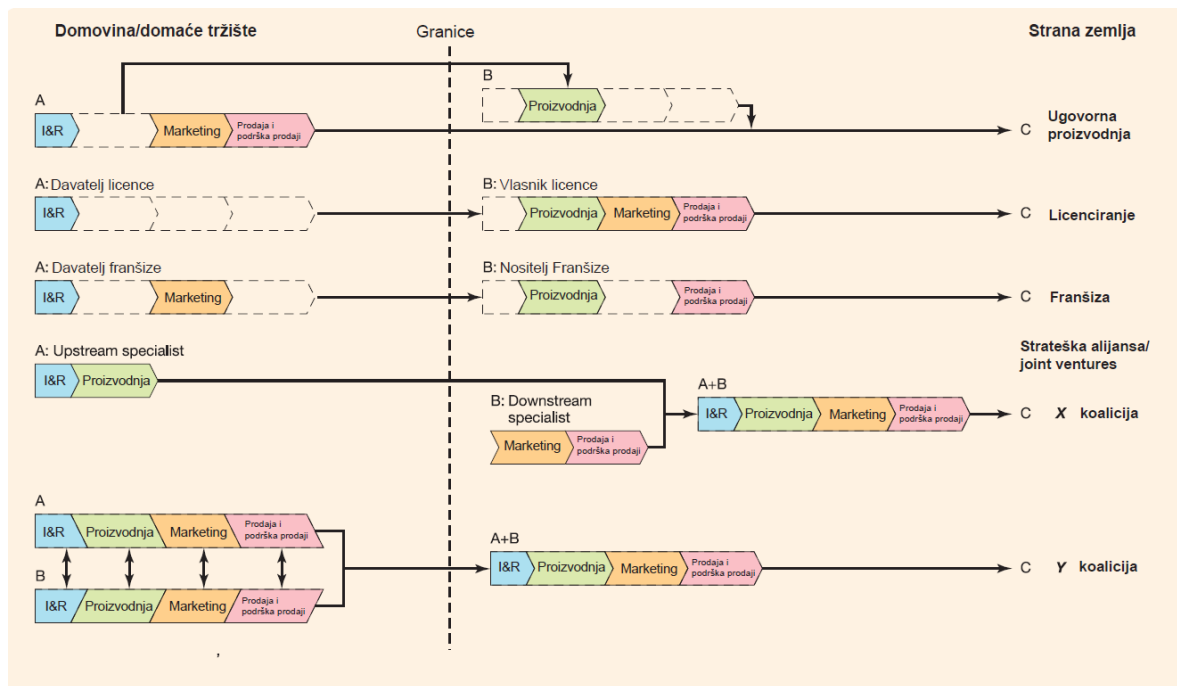 Domovina/domaće tržište
Granice
Strana zemlja
A
I&R
Marketing
Prodaja i
podrška prodaji
B
Proizvodnja
C
Ugovorna
proizvodnja
A: Davatelj licence
I&R
B: Vlasnik licence
Proizvodnja
Marketing
Prodaja i
podrška prodaji
C
Licenciranje
A: Davatelj franšize
I&R
Marketing
B: Nositelj Franšize
Proizvodnja
Prodaja i
podrška prodaji
C
Franšiza
A: Upstream specialist
I&R
Proizvodnja
B: Downstream
specialist
Marketing
Prodaja i
podrška prodaji
A+B
I&R
Proizvodnja
Marketing
Prodaja i
podrška prodaji
Strateška alijansa/
joint ventures
C
X koalicija
A
I&R
Proizvodnja
Marketing
Prodaja i
podrška prodaji
B
I&R
Proizvodnja
Marketing
Prodaja i
podrška prodaji
A+B
I&R
Proizvodnja
Marketing
Prodaja i
podrška prodaji
C
Y koalicija
,